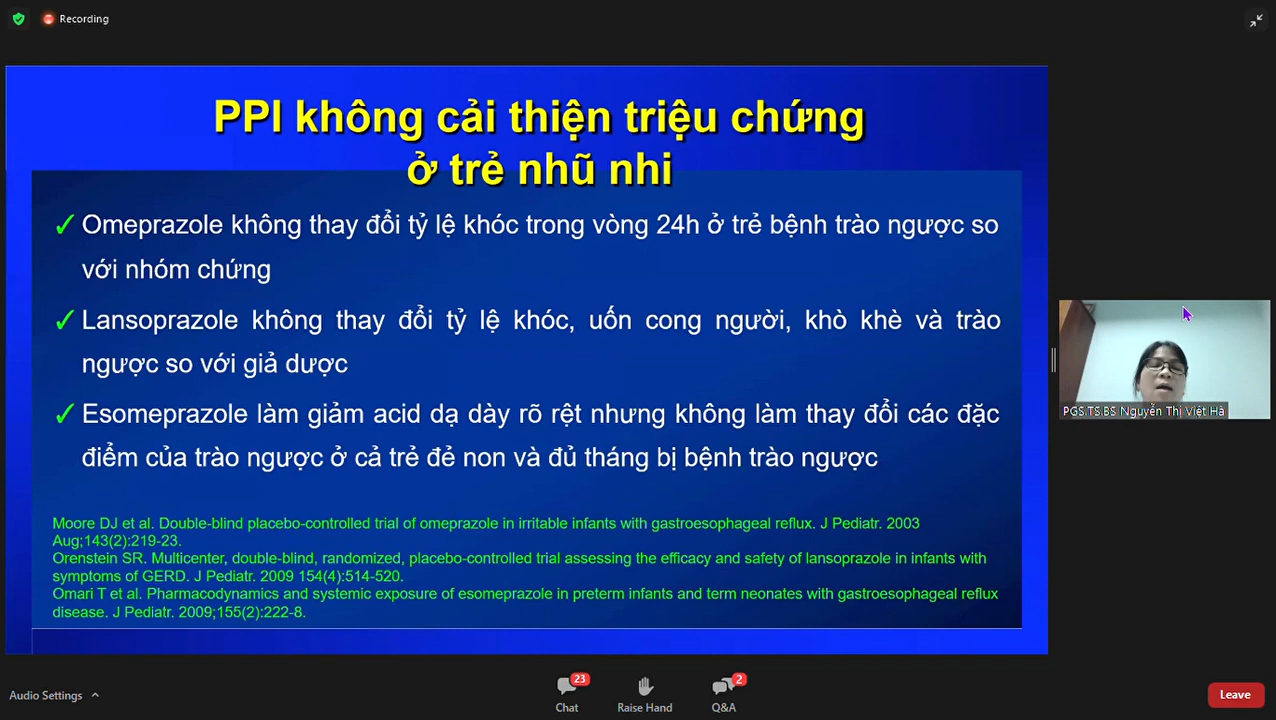 Recording
PPI không cải thiện triệu chứng
ở trẻ nhũ nhi
✓ Omeprazole không thay đổi tỷ lệ khóc trong vòng 24h ở trẻ bệnh trào ngược so
với nhóm chứng
✓ Lansoprazole không thay đổi tỷ lệ khóc, uốn cong người, khò khè và trào
ngược so với giả dược
✓ Esomeprazole làm giảm acid dạ dày rõ rệt nhưng không làm thay đổi các đặc
điểm của trào ngược ở cả trẻ đẻ non và đủ tháng bị bệnh trào ngược
Moore DJ et al. Double-blind placebo-controlled trial of omeprazole in irritable infants with gastroesophageal reflux. J Pediatr. 2003
Aug;143(2):219-23.
Orenstein SR. Multicenter, double-blind, randomized, placebo-controlled trial assessing the efficacy and safety of lansoprazole in infants with
symptoms of GERD. J Pediatr. 2009 154(4):514-520.
Omari T et al. Pharmacodynamics and systemic exposure of esomeprazole in preterm infants and term neonates with gastroesophageal reflux
disease. J Pediatr. 2009;155(2):222-8.
PGS.TS.BS Nguyễn Thị Việt Hà
Audio Settings
23
Chat
Raise Hand
2
Q&A
Leave